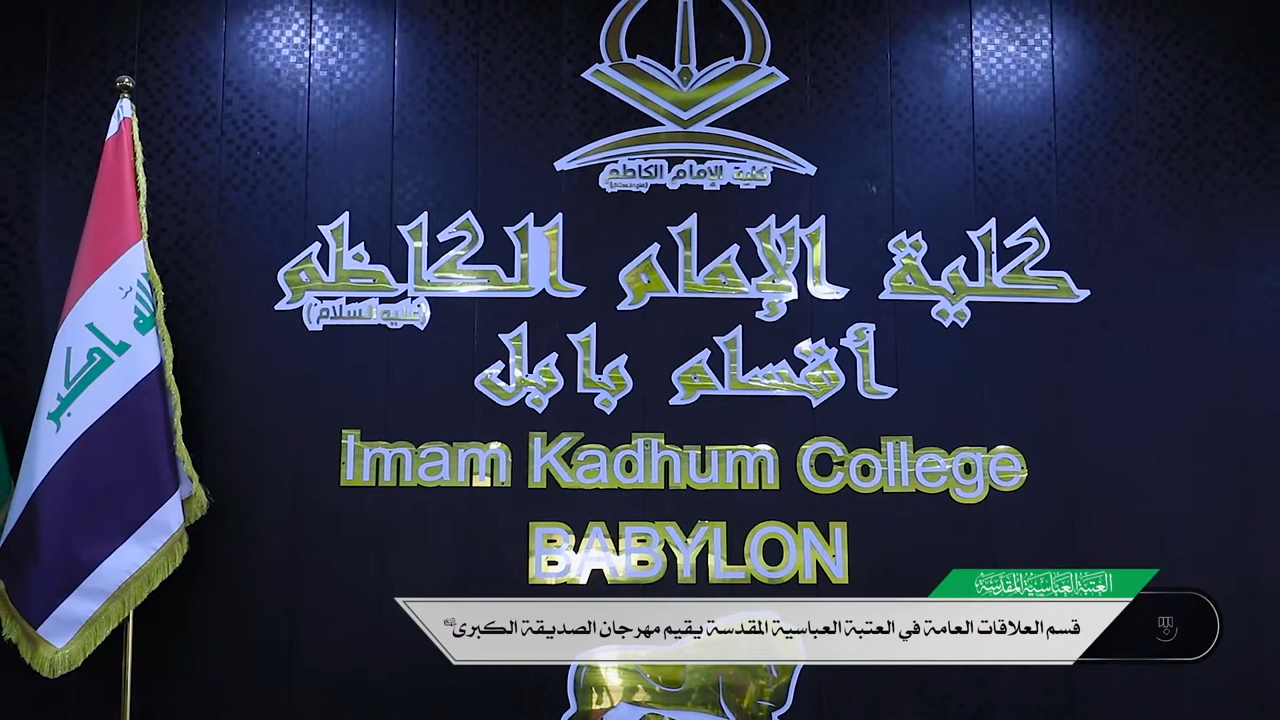 كلية الإمام الكاظم
كلية الإمام الكاظم
(عليه السلام)
أقسام بابل
Imam Kadhum College
BABYLON
الله اكبر
العتبة العباسية المقدسة
قسم العلاقات العامة في العتبة العباسية المقدسة يقيم مهرجان الصديقة الكبرى